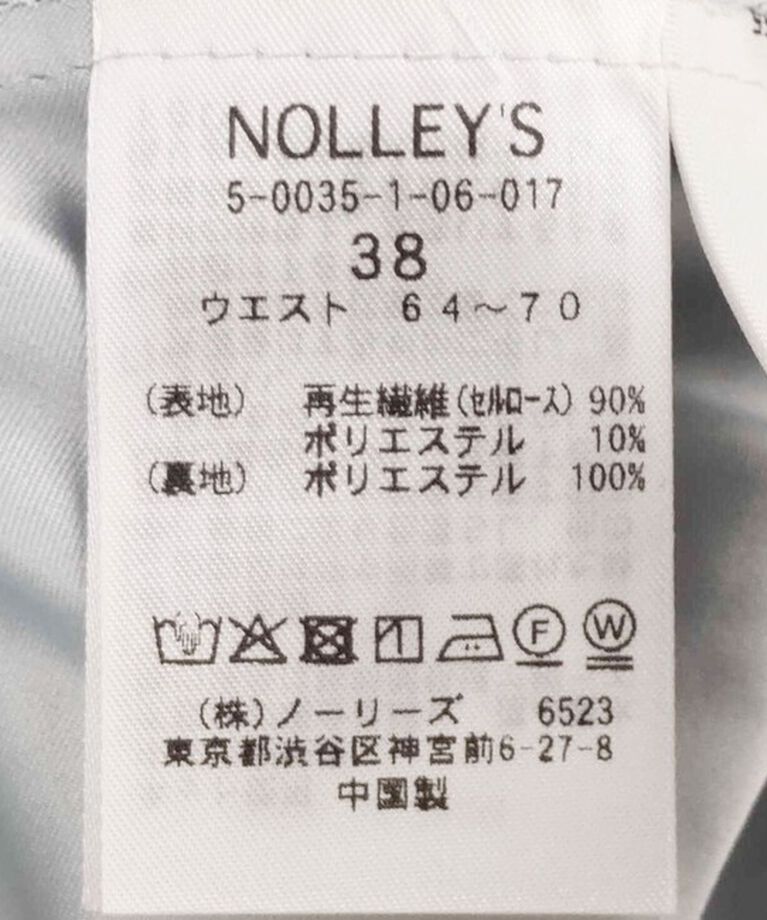 NOLLEY'S
5-0035-1-06-017
38
ウエスト 64～70
(表地) 再生繊維(セルロース) 90%
ポリエステル 10%
(裏地) ポリエステル 100%
F W
(株)ノーリーズ 6523
東京都渋谷区神宮前6-27-8
中国製